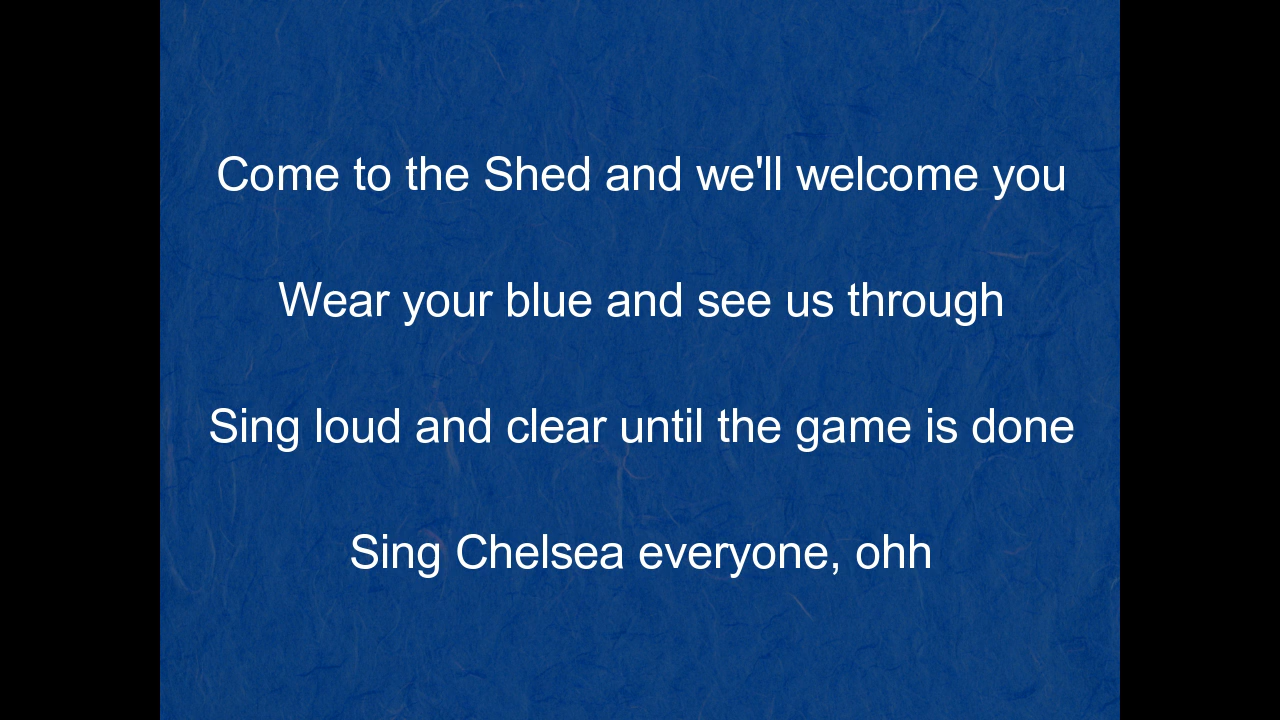 Come to the Shed and we'll welcome you
Wear your blue and see us through
Sing loud and clear until the game is done
Sing Chelsea everyone, ohh